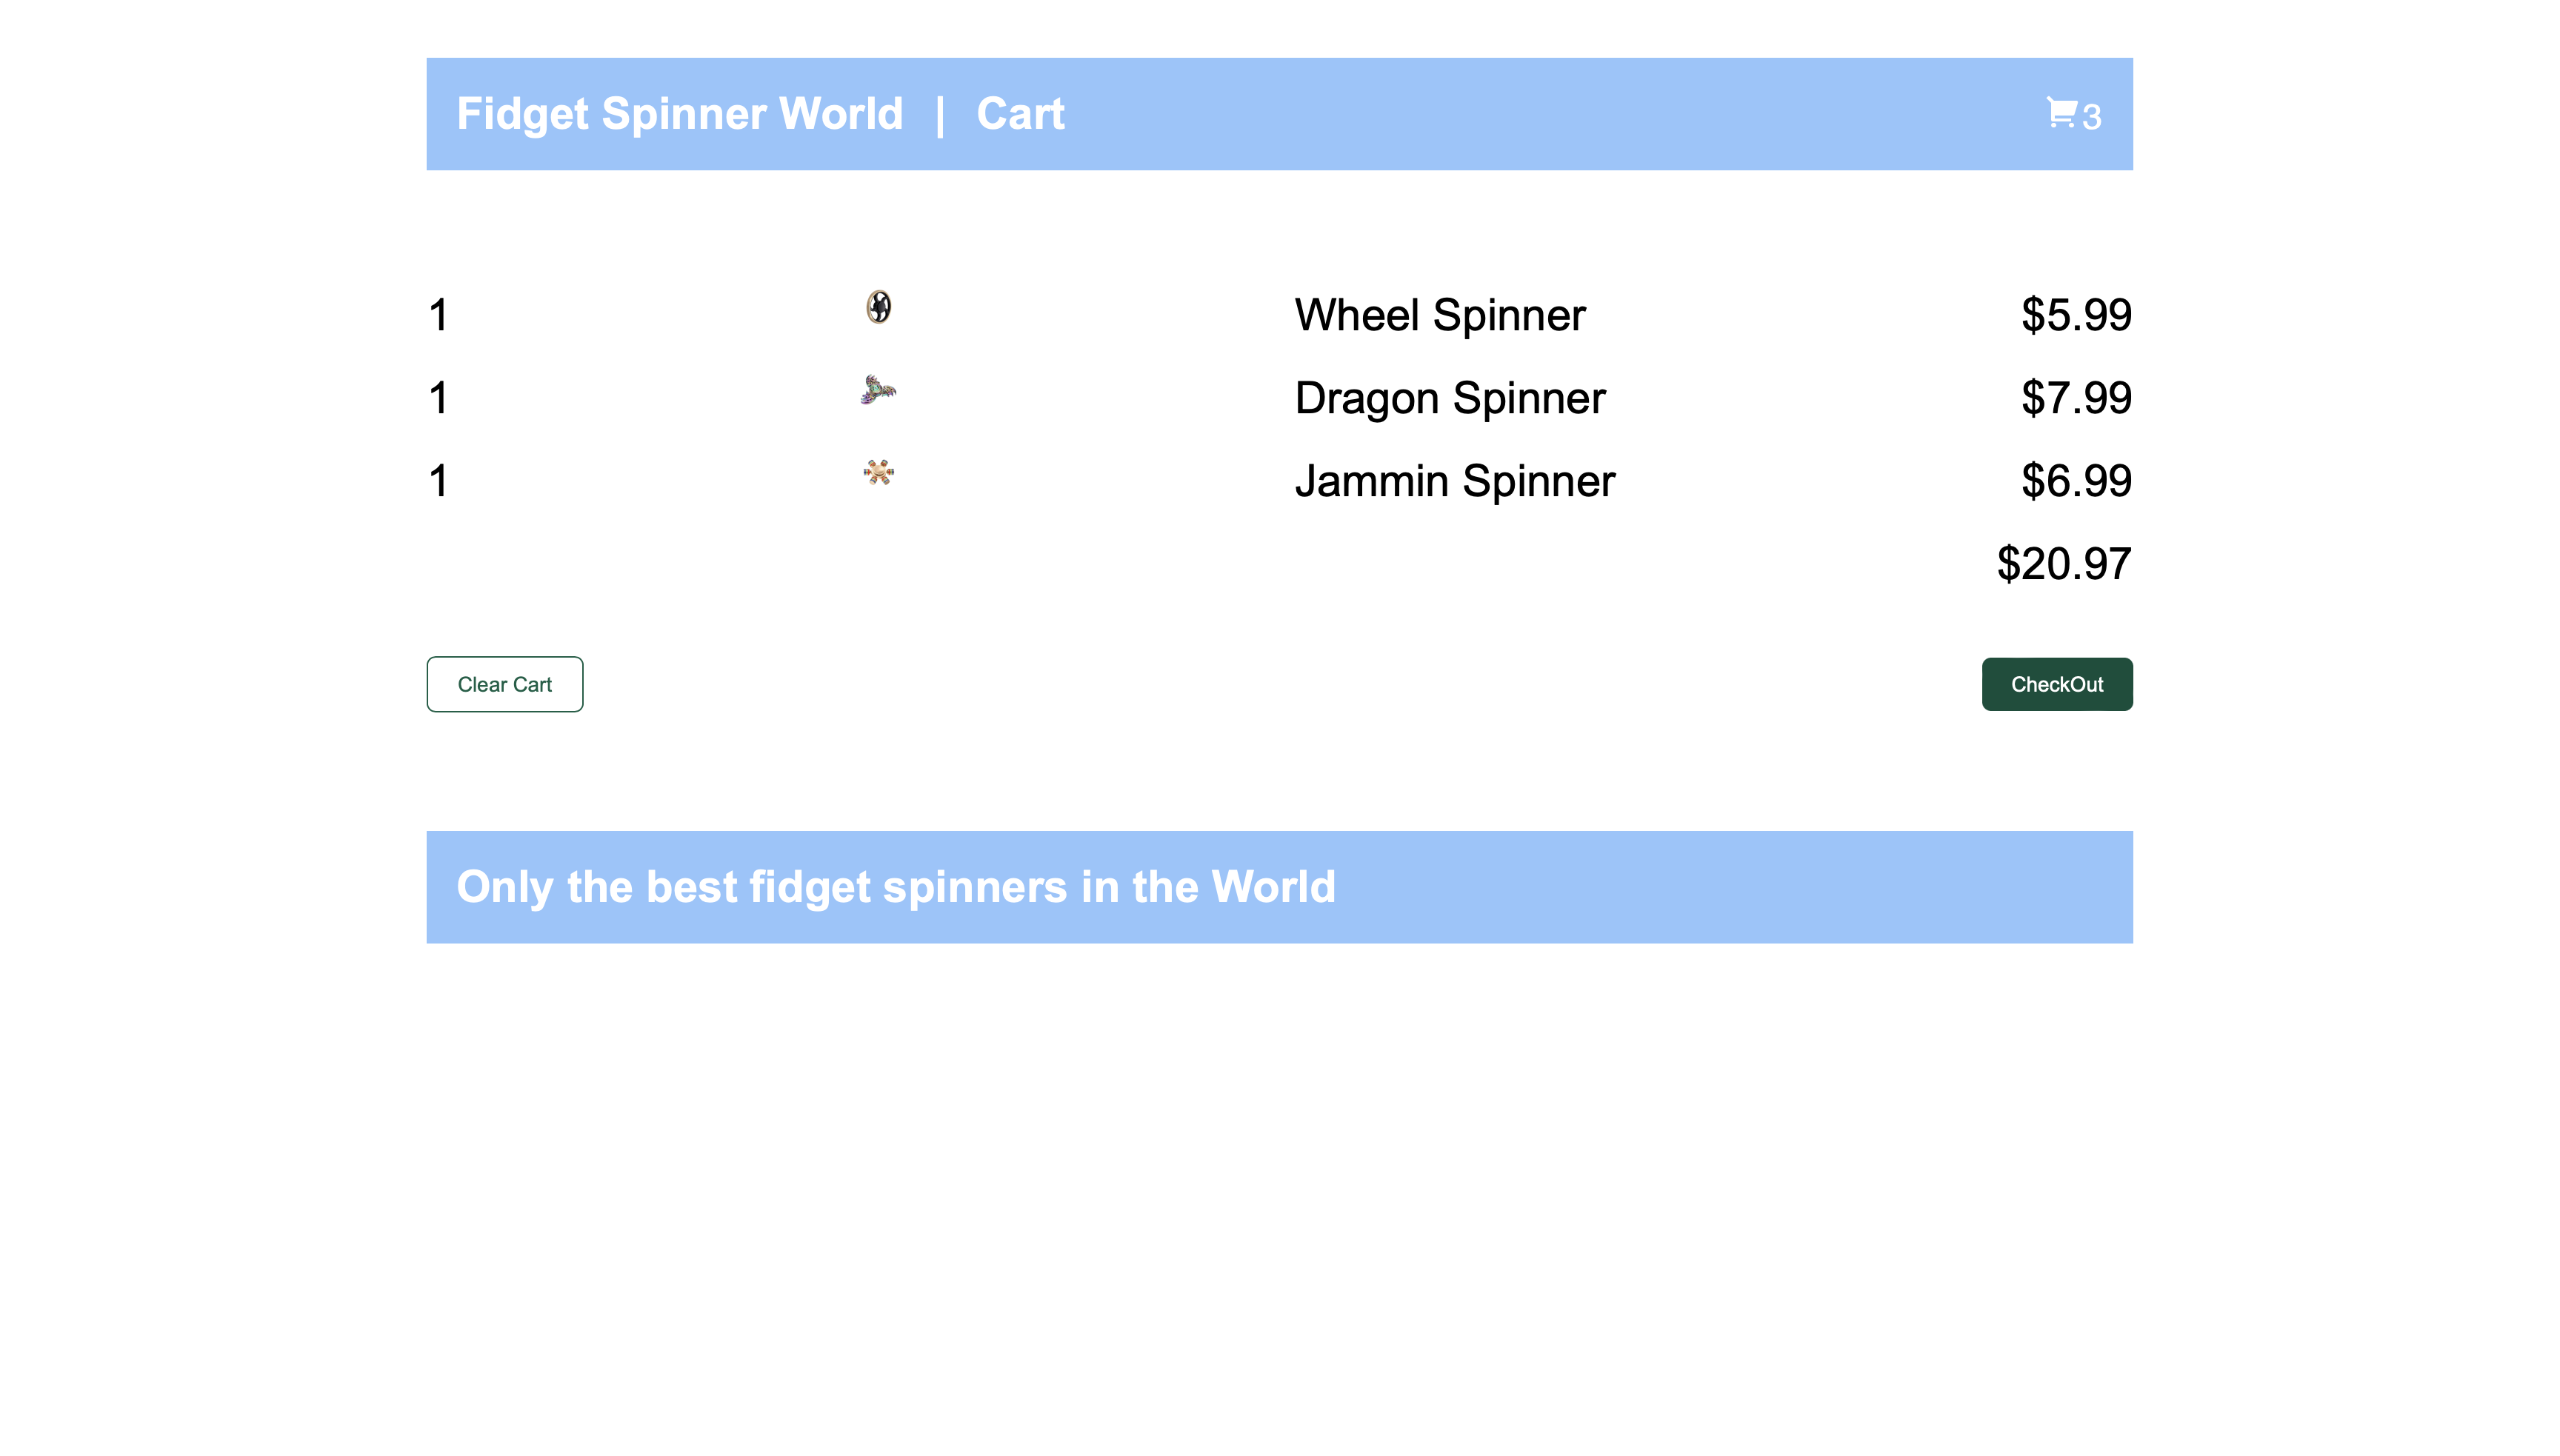 Fidget Spinner World | Cart 3
1 Wheel Spinner $5.99
1 Dragon Spinner $7.99
1 Jammin Spinner $6.99
$20.97
Clear Cart CheckOut
Only the best fidget spinners in the World